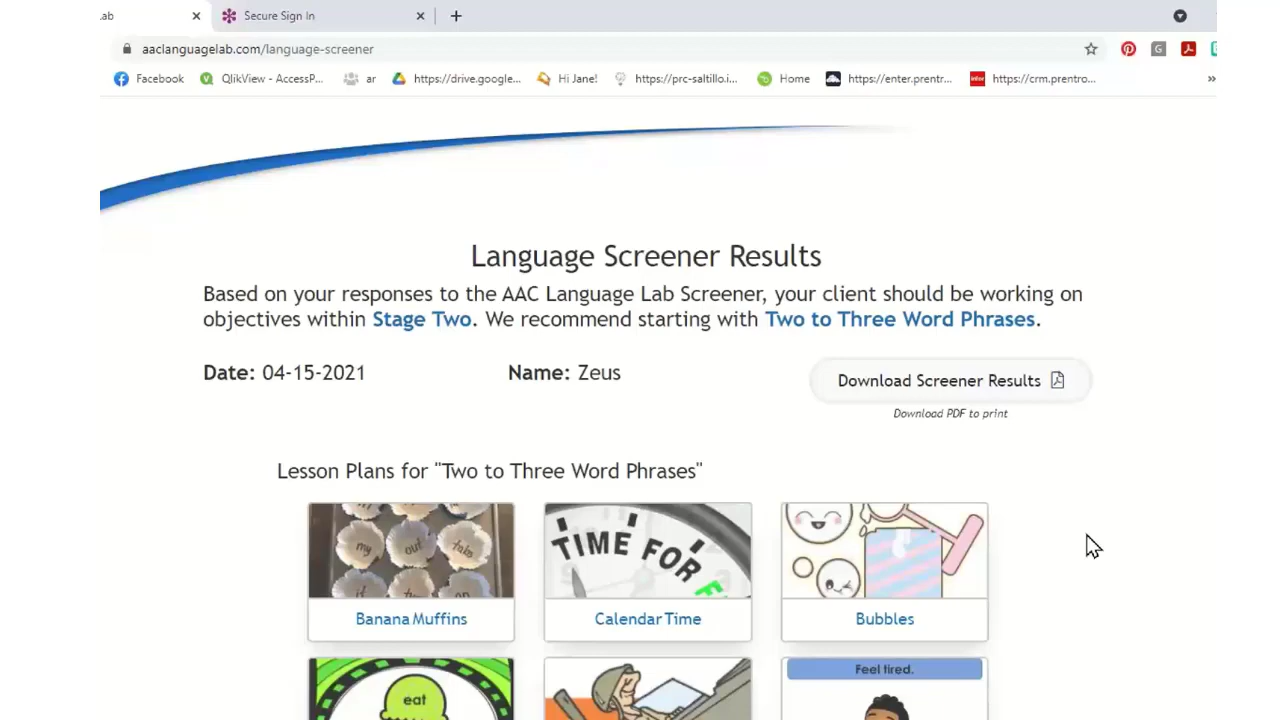 .ab
Secure Sign In
aaclanguagelab.com/language-screener
Facebook QlikView - AccessP... ar https://drive.google... Hi Jane! https://prc-saltillo.i... Home https://enter.prentr... https://crm.prentro... »
Language Screener Results
Based on your responses to the AAC Language Lab Screener, your client should be working on
objectives within Stage Two. We recommend starting with Two to Three Word Phrases.
Date: 04-15-2021 Name: Zeus Download Screener Results
Download PDF to print
Lesson Plans for "Two to Three Word Phrases"
my out
TIME FOR
Banana Muffins Calendar Time Bubbles
eat
Feel tired.